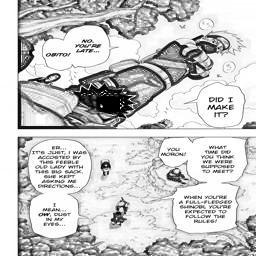 DID I
MAKE
IT?
NO.
YOU'RE
LATE...
OBITO!
WHAT
TIME DID
YOU THINK
WE WERE
SUPPOSED
TO MEET?
YOU
MORON!
WHEN YOU'RE
A FULL-FLEDGED
SHINOBI, YOU'RE
EXPECTED TO
FOLLOW THE
RULES!
ER...
IT'S JUST, I WAS
ACCOSTED BY
THIS FEEBLE
OLD LADY WITH
THIS BIG SACK.
SHE KEPT
ASKING ME
DIRECTIONS...
I
MEAN...
OW, DUST
IN MY
EYES...